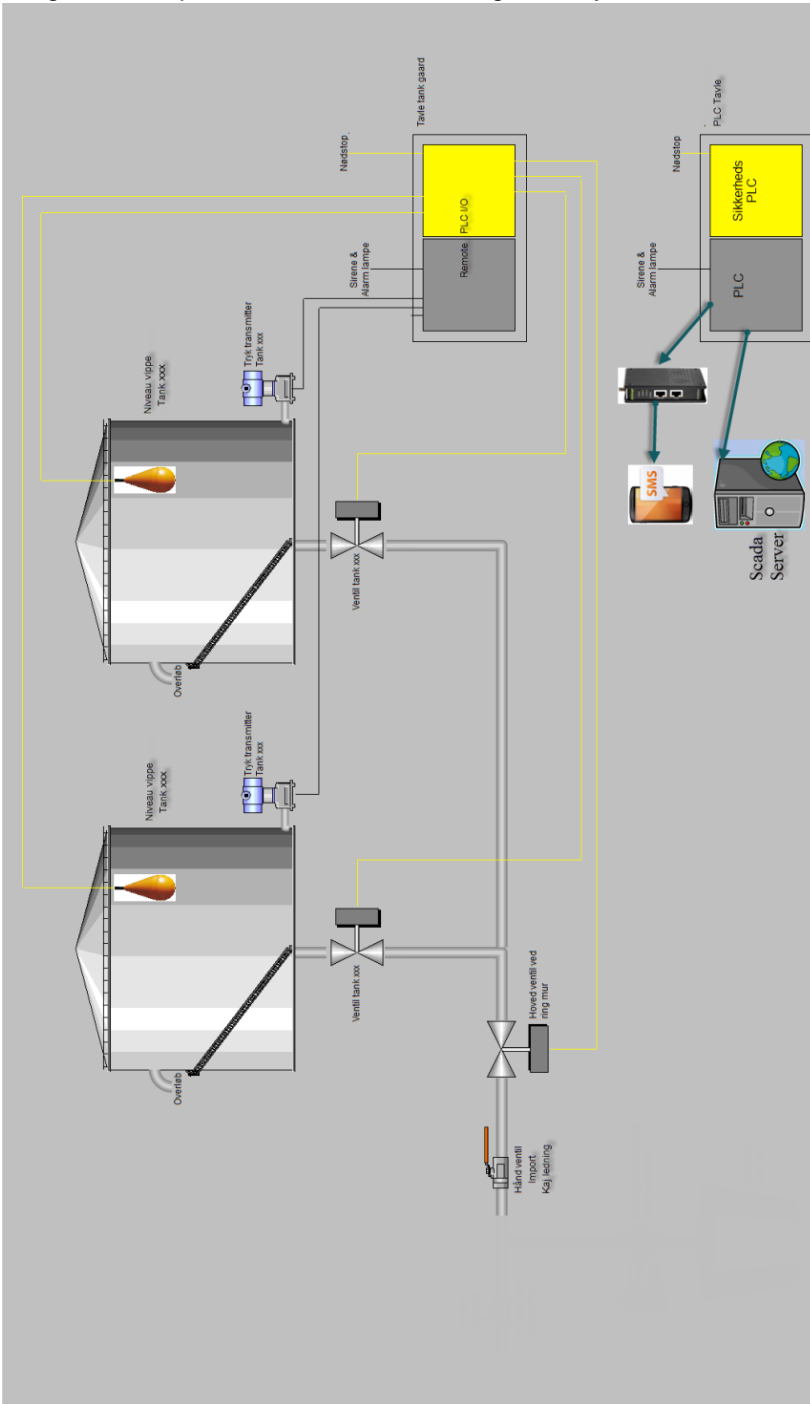 Niveau vippe.
Tank xxx.
Tryk transmitter
Tank xxx
Overløb
Ventil tank xxx
Niveau vippe.
Tank xxx.
Tryk transmitter
Tank xxx
Overløb
Ventil tank xxx
Hoved ventil ved
ring mur
Hånd ventil
Import.
Kaj ledning
Tavle tank gaard
Nødstop.
Sirene &
Alarm lampe
Remote.
PLC I/O
PLC Tavle.
Nødstop
Sirene &
Alarm lampe
PLC
Sikkerheds
PLC
SMS
Scada
Server